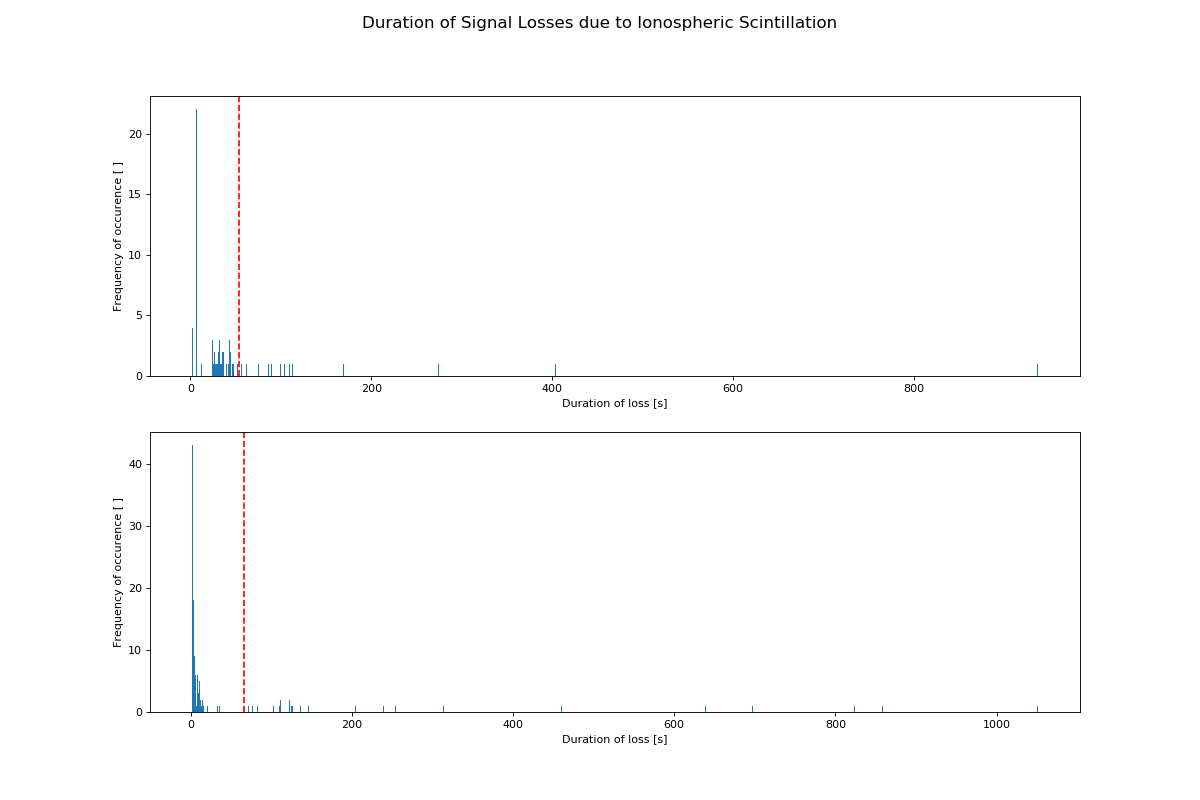 Duration of Signal Losses due to Ionospheric Scintillation
Frequency of occurence [ ]
20
15
10
5
0
0 200 400 600 800
Duration of loss [s]
Frequency of occurence [ ]
40
30
20
10
0
0 200 400 600 800 1000
Duration of loss [s]